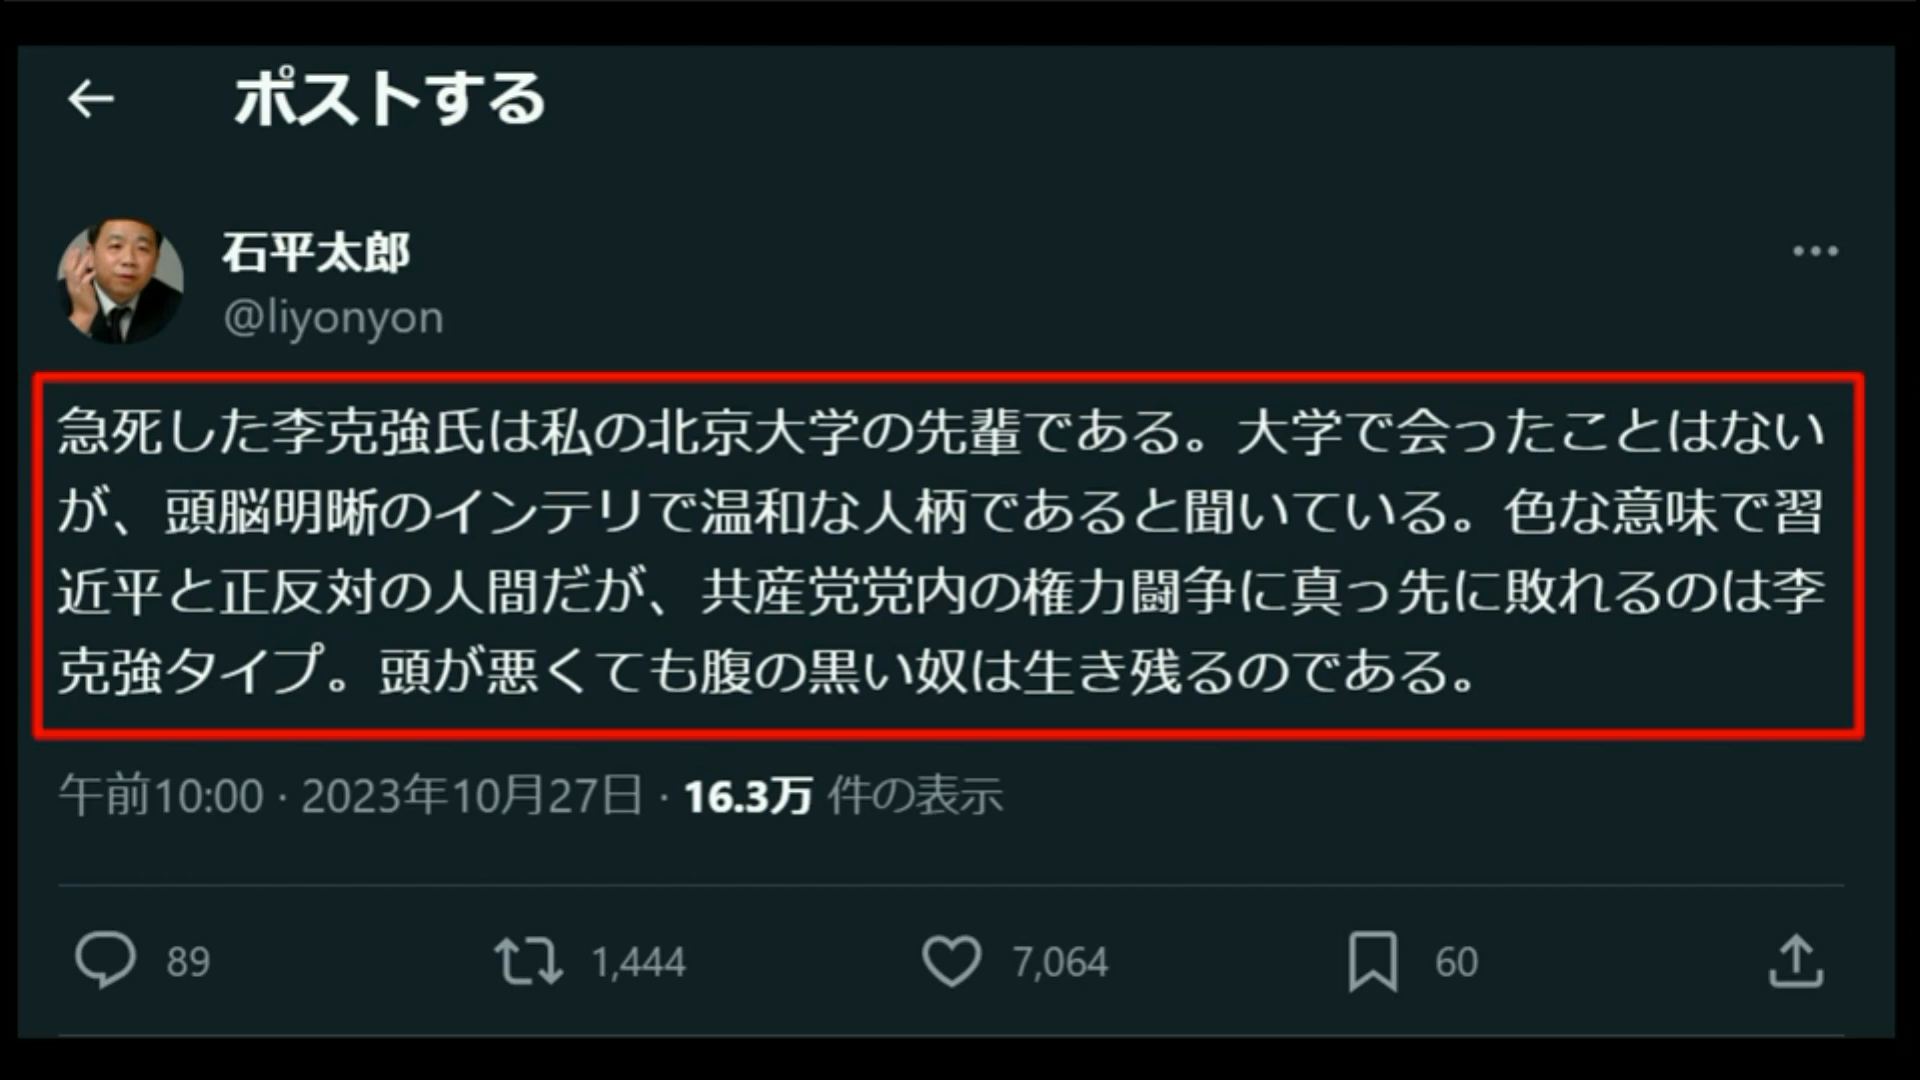 ポストする
石平太郎
@liyonyon
急死した李克強氏は私の北京大学の先輩である。大学で会ったことはない
が、頭脳明晰のインテリで温和な人柄であると聞いている。色な意味で習
近平と正反対の人間だが、共産党党内の権力闘争に真っ先に敗れるのは李
克強タイプ。頭が悪くても腹の黒い奴は生き残るのである。
午前10:00 · 2023年10月27日 · 16.3万 件の表示
89 1,444 7,064 60